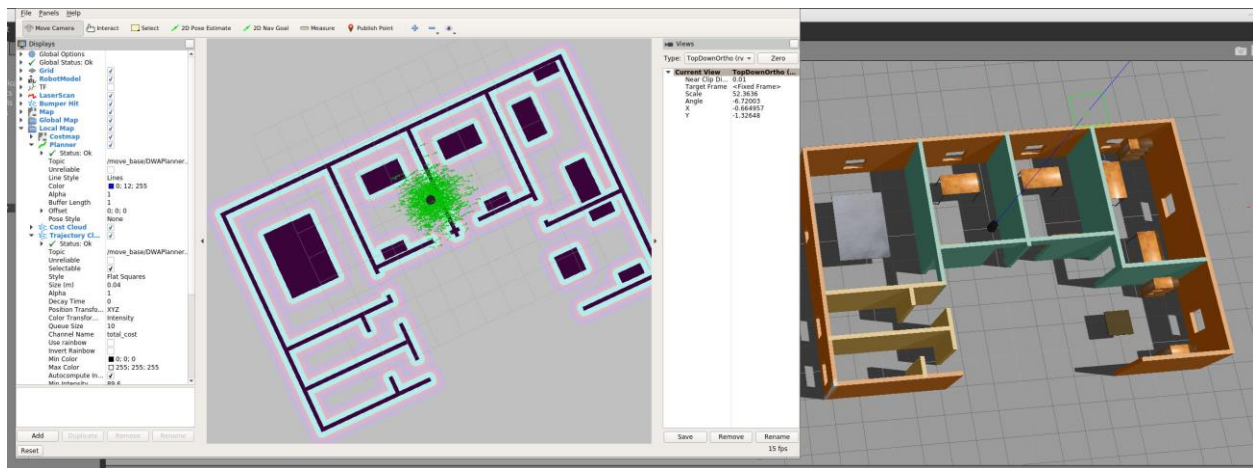 File Panels Help
Move Camera Interact Select 2D Pose Estimate 2D Nav Goal Measure Publish Point
Displays
Global Options
Global Status: Ok
Grid
RobotModel
TF
LaserScan
Bumper Hit
Map
Global Map
Local Map
Costmap
Planner
Status: Ok
Topic /move_base/DWAPlanner...
Unreliable
Line Style Lines
Color 0; 12; 255
Alpha 1
Buffer Length 1
Offset 0; 0; 0
Pose Style None
Cost Cloud
Trajectory Cl...
Status: Ok
Topic /move_base/DWAPlanner...
Unreliable
Selectable
Style Flat Squares
Size (m) 0.04
Alpha 1
Decay Time 0
Position Transfo... XYZ
Color Transfor... Intensity
Queue Size 10
Channel Name total_cost
Use rainbow
Invert Rainbow
Min Color 0; 0; 0
Max Color 255; 255; 255
Autocompute In...
Min Intensity 89.6
Add Duplicate Remove Rename
Reset
Views
Type: TopDownOrtho (rv Zero
Current View TopDownOrtho (...
Near Clip Di... 0.01
Target Frame <Fixed Frame>
Scale 52.3636
Angle -6.72003
X -0.664957
Y -1.32648
Save Remove Rename
15 fps